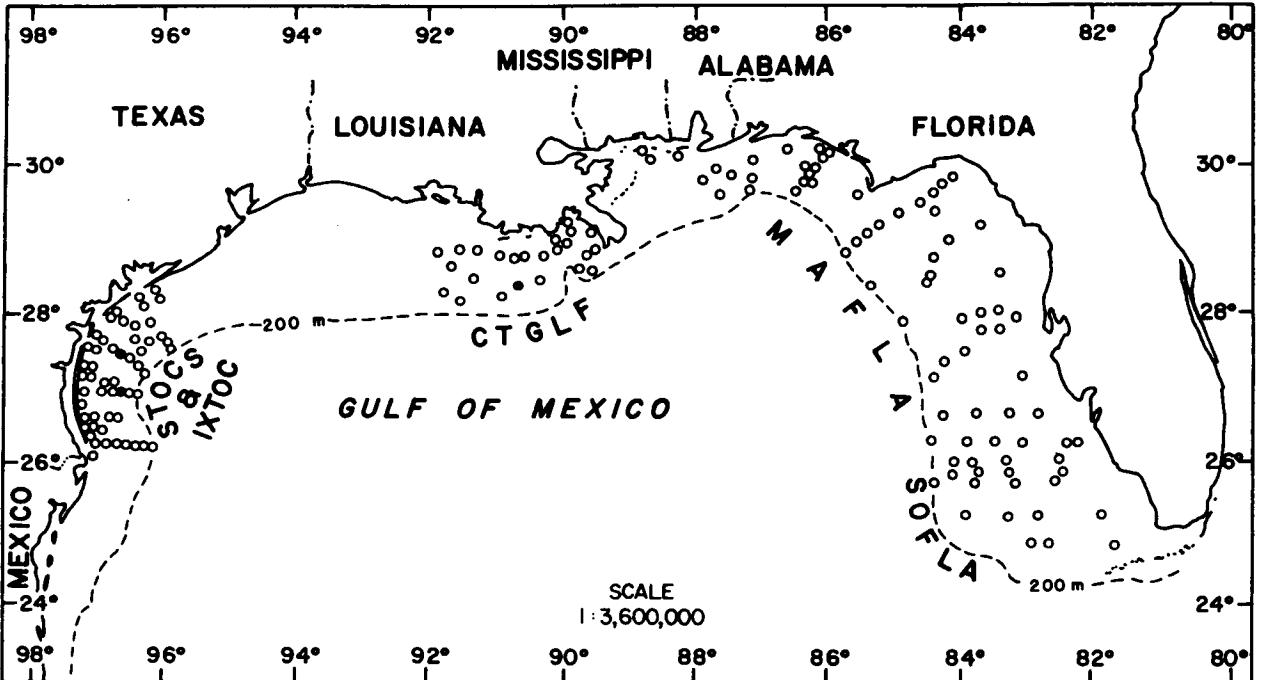 98° 96° 94° 92° 90° 88° 86° 84° 82° 80°
MISSISSIPPI ALABAMA
TEXAS LOUISIANA FLORIDA
30° 30°
MAFLA
28° 28°
200 m
CTGLF
STOCS
&
IXTOC
GULF OF MEXICO
26° 26°
MEXICO
SOFLA
200 m
SCALE
1:3,600,000
24° 24°
98° 96° 94° 92° 90° 88° 86° 84° 82° 80°